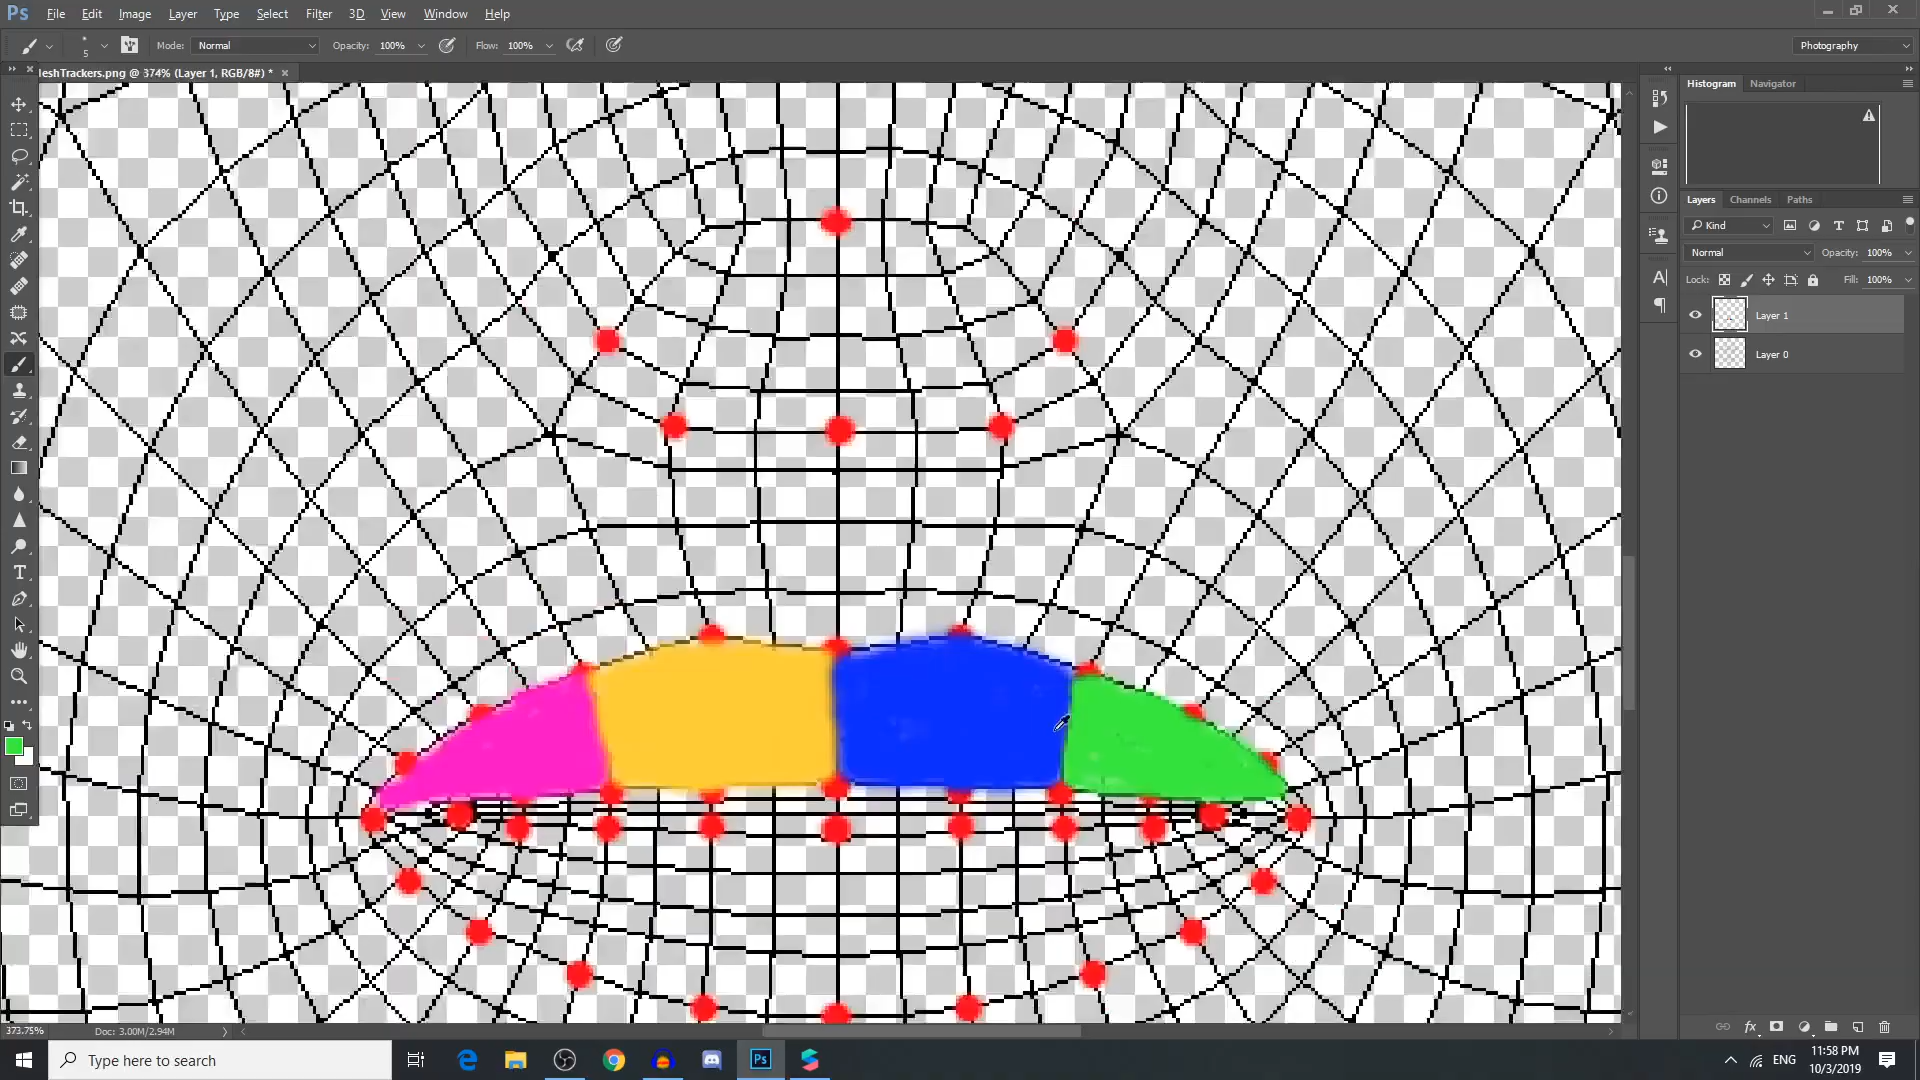 Ps File Edit Image Layer Type Select Filter 3D View Window Help
5 Mode: Normal Opacity: 100% Flow: 100% Photography
leshTrackers.png @ 374% (Layer 1, RGB/8#) * ×
Histogram Navigator
Layers Channels Paths
Kind
Normal Opacity: 100%
Lock: Fill: 100%
Layer 1
Layer 0
373.75% Doc: 3.00M/2.94M
Type here to search
Ps
ENG
11:58 PM
10/3/2019